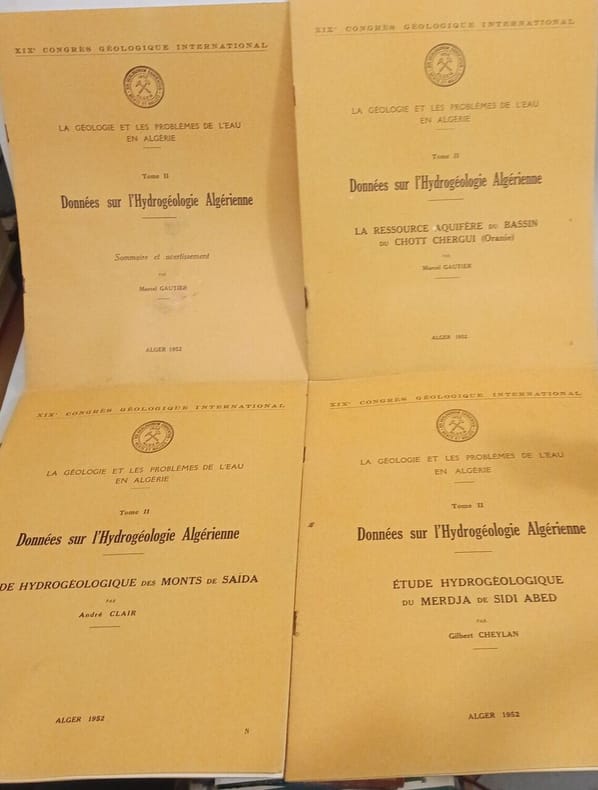 XIXᵉ CONGRÈS GÉOLOGIQUE INTERNATIONAL
LA GÉOLOGIE ET LES PROBLÈMES DE L'EAU
EN ALGÉRIE
Tome II
Données sur l'Hydrogéologie Algérienne
Sommaire et avertissement
PAR
Marcel GAUTIER
ALGER 1952
XIXᵉ CONGRÈS GÉOLOGIQUE INTERNATIONAL
LA GÉOLOGIE ET LES PROBLÈMES DE L'EAU
EN ALGÉRIE
Tome II
Données sur l'Hydrogéologie Algérienne
LA RESSOURCE AQUIFÈRE DU BASSIN
DU CHOTT CHERGUI (Oranie)
PAR
Marcel GAUTIER
ALGER 1952
XIXᵉ CONGRÈS GÉOLOGIQUE INTERNATIONAL
LA GÉOLOGIE ET LES PROBLÈMES DE L'EAU
EN ALGÉRIE
Tome II
Données sur l'Hydrogéologie Algérienne
DE HYDROGÉOLOGIQUE DES MONTS DE SAÏDA
PAR
André CLAIR
ALGER 1952
XIXᵉ CONGRÈS GÉOLOGIQUE INTERNATIONAL
LA GÉOLOGIE ET LES PROBLÈMES DE L'EAU
EN ALGÉRIE
Tome II
Données sur l'Hydrogéologie Algérienne
ÉTUDE HYDROGÉOLOGIQUE
DU MERDJA DE SIDI ABED
PAR
Gilbert CHEYLAN
ALGER 1952